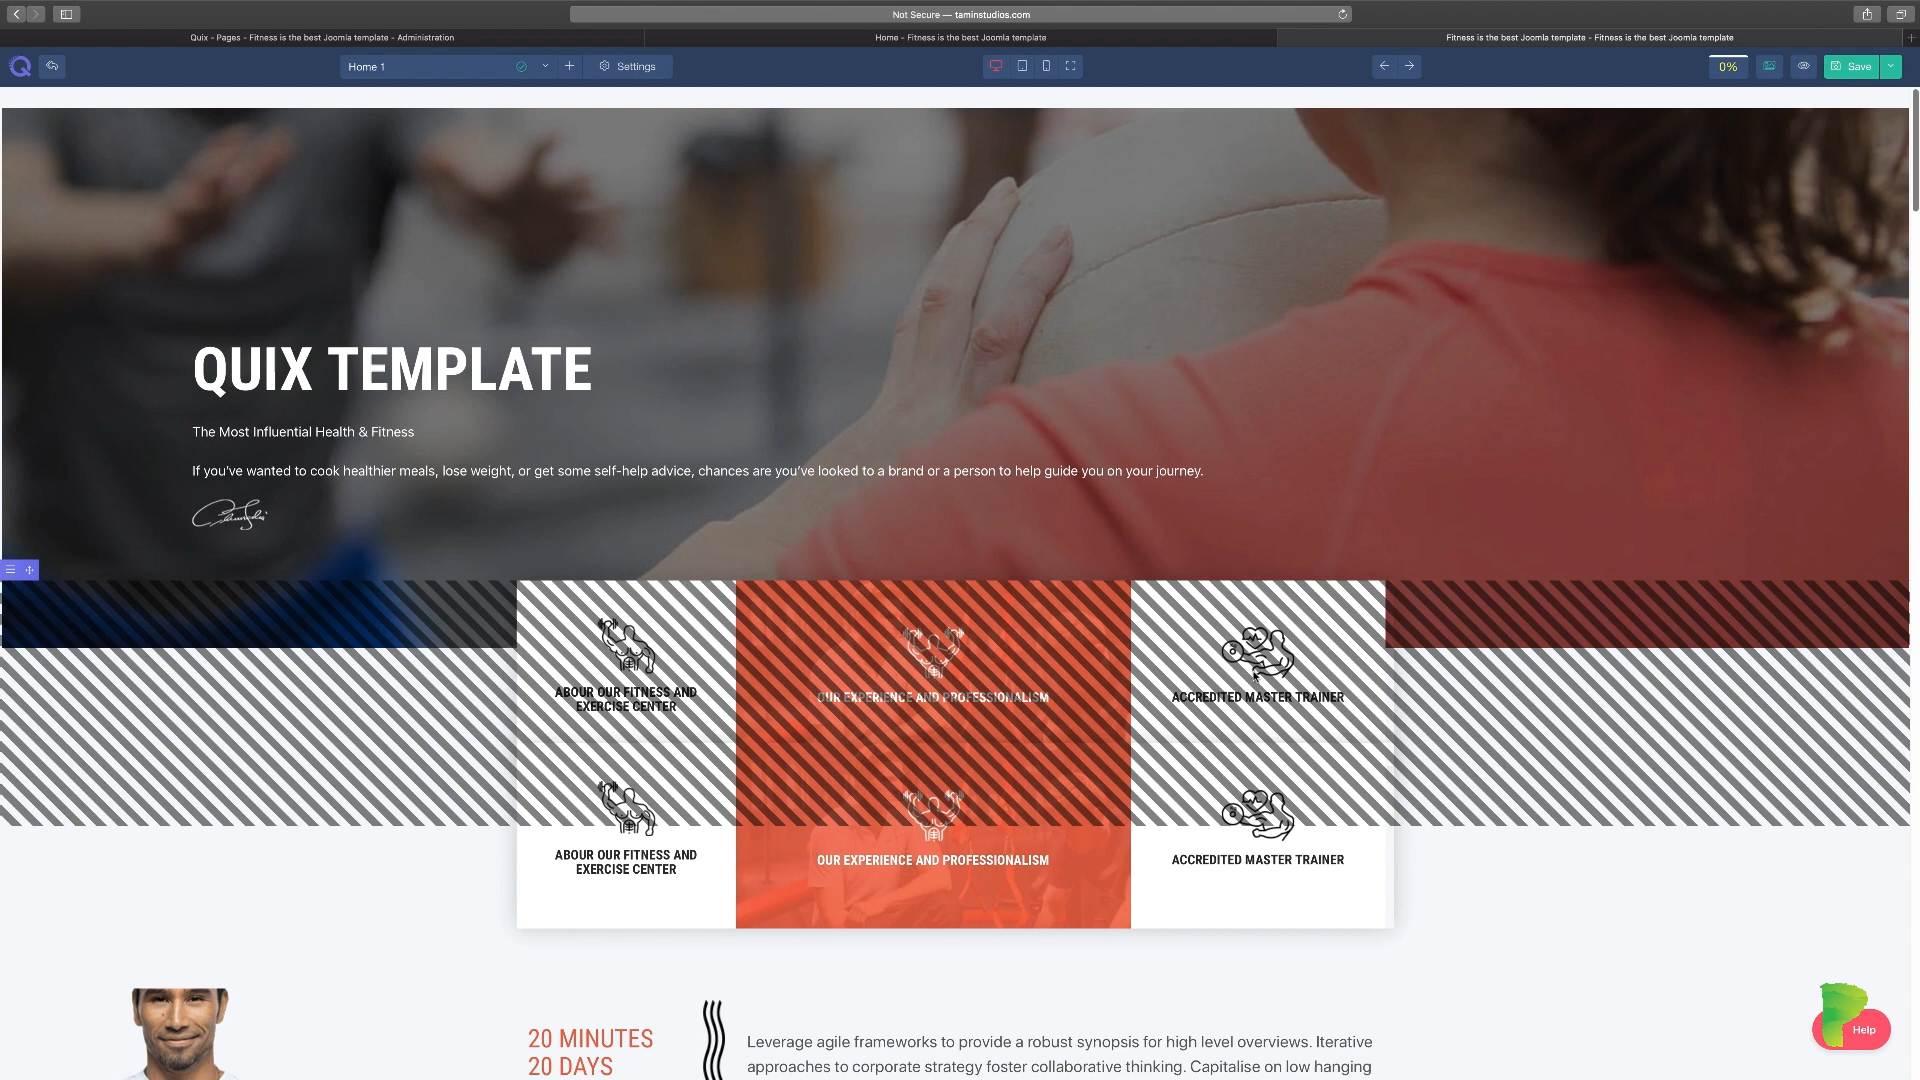 Not Secure — taminstudios.com
Quix - Pages - Fitness is the best Joomla template - Administration
Home - Fitness is the best Joomla template
Fitness is the best Joomla template - Fitness is the best Joomla template
Home 1
Settings
0%
Save
QUIX TEMPLATE
The Most Influential Health & Fitness
If you've wanted to cook healthier meals, lose weight, or get some self-help advice, chances are you've looked to a brand or a person to help guide you on your journey.
ABOUR OUR FITNESS AND
EXERCISE CENTER
OUR EXPERIENCE AND PROFESSIONALISM
ACCREDITED MASTER TRAINER
ABOUR OUR FITNESS AND
EXERCISE CENTER
OUR EXPERIENCE AND PROFESSIONALISM
ACCREDITED MASTER TRAINER
20 MINUTES
20 DAYS
Leverage agile frameworks to provide a robust synopsis for high level overviews. Iterative
approaches to corporate strategy foster collaborative thinking. Capitalise on low hanging
Help